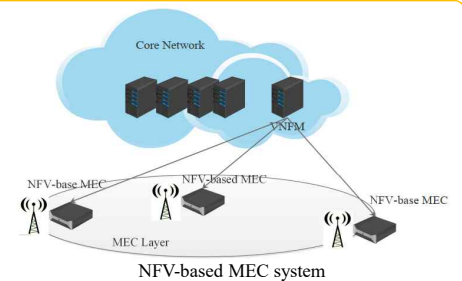 Core Network
VNFM
NFV-base MEC
NFV-based MEC
NFV-base MEC
MEC Layer
NFV-based MEC system